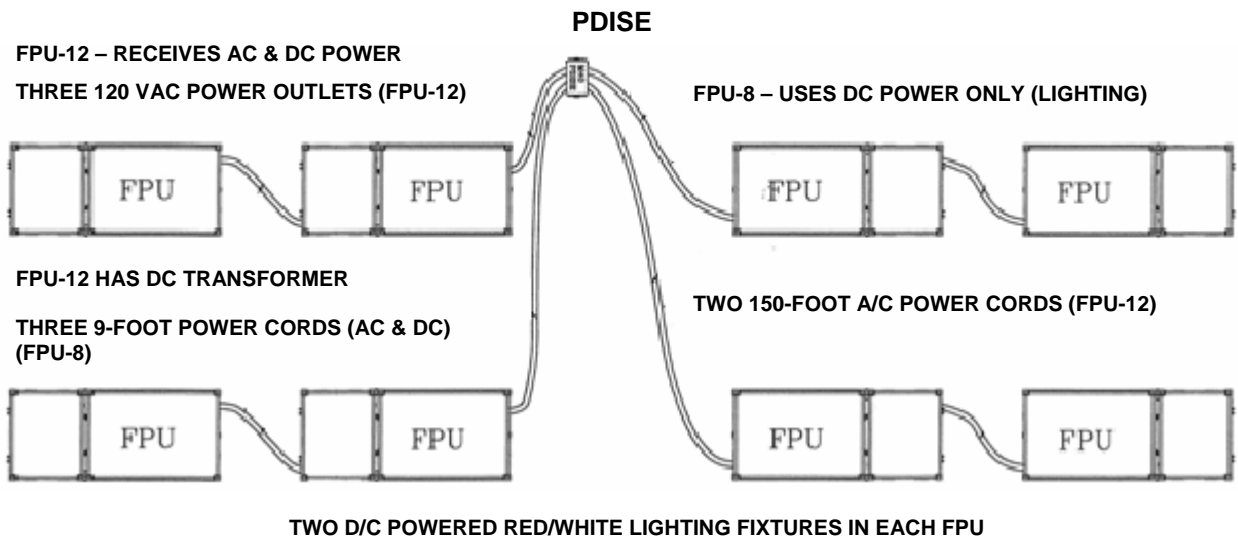 PDISE
FPU-12 – RECEIVES AC & DC POWER
THREE 120 VAC POWER OUTLETS (FPU-12)
FPU-8 – USES DC POWER ONLY (LIGHTING)
FPU
FPU
FPU
FPU
FPU-12 HAS DC TRANSFORMER
THREE 9-FOOT POWER CORDS (AC & DC)
(FPU-8)
TWO 150-FOOT A/C POWER CORDS (FPU-12)
FPU
FPU
FPU
FPU
TWO D/C POWERED RED/WHITE LIGHTING FIXTURES IN EACH FPU